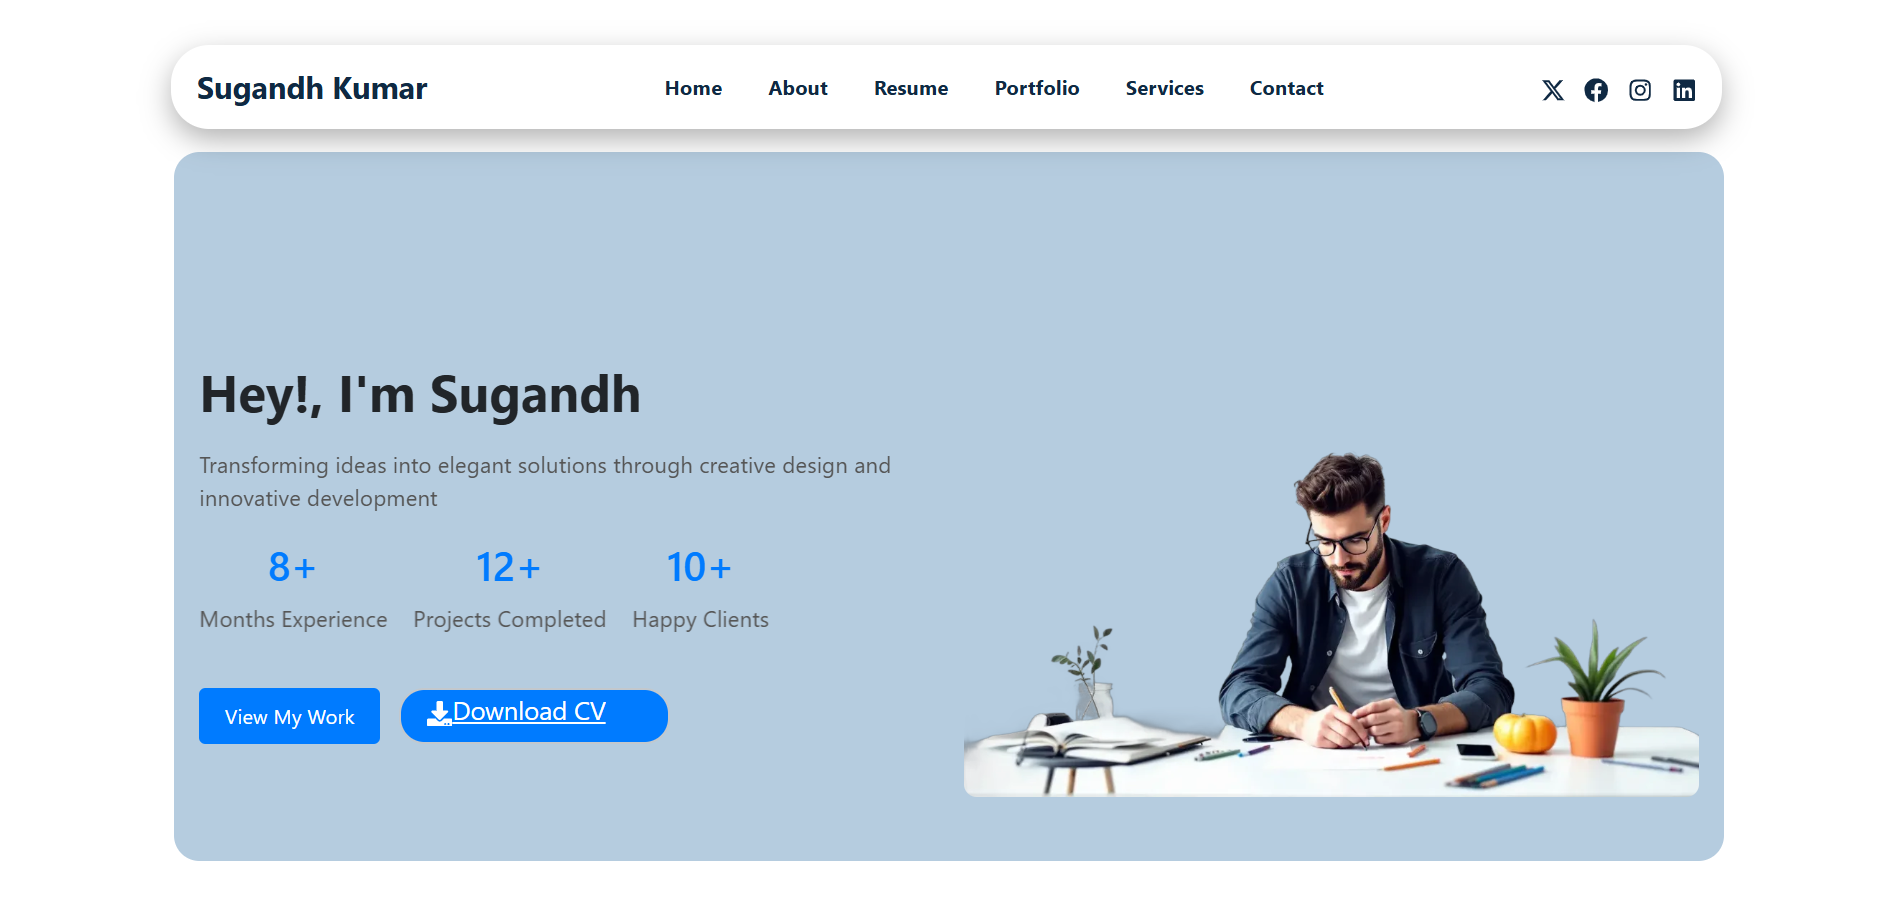 Sugandh Kumar
Home About Resume Portfolio Services Contact
Hey!, I'm Sugandh
Transforming ideas into elegant solutions through creative design and
innovative development
8+ 12+ 10+
Months Experience Projects Completed Happy Clients
View My Work Download CV